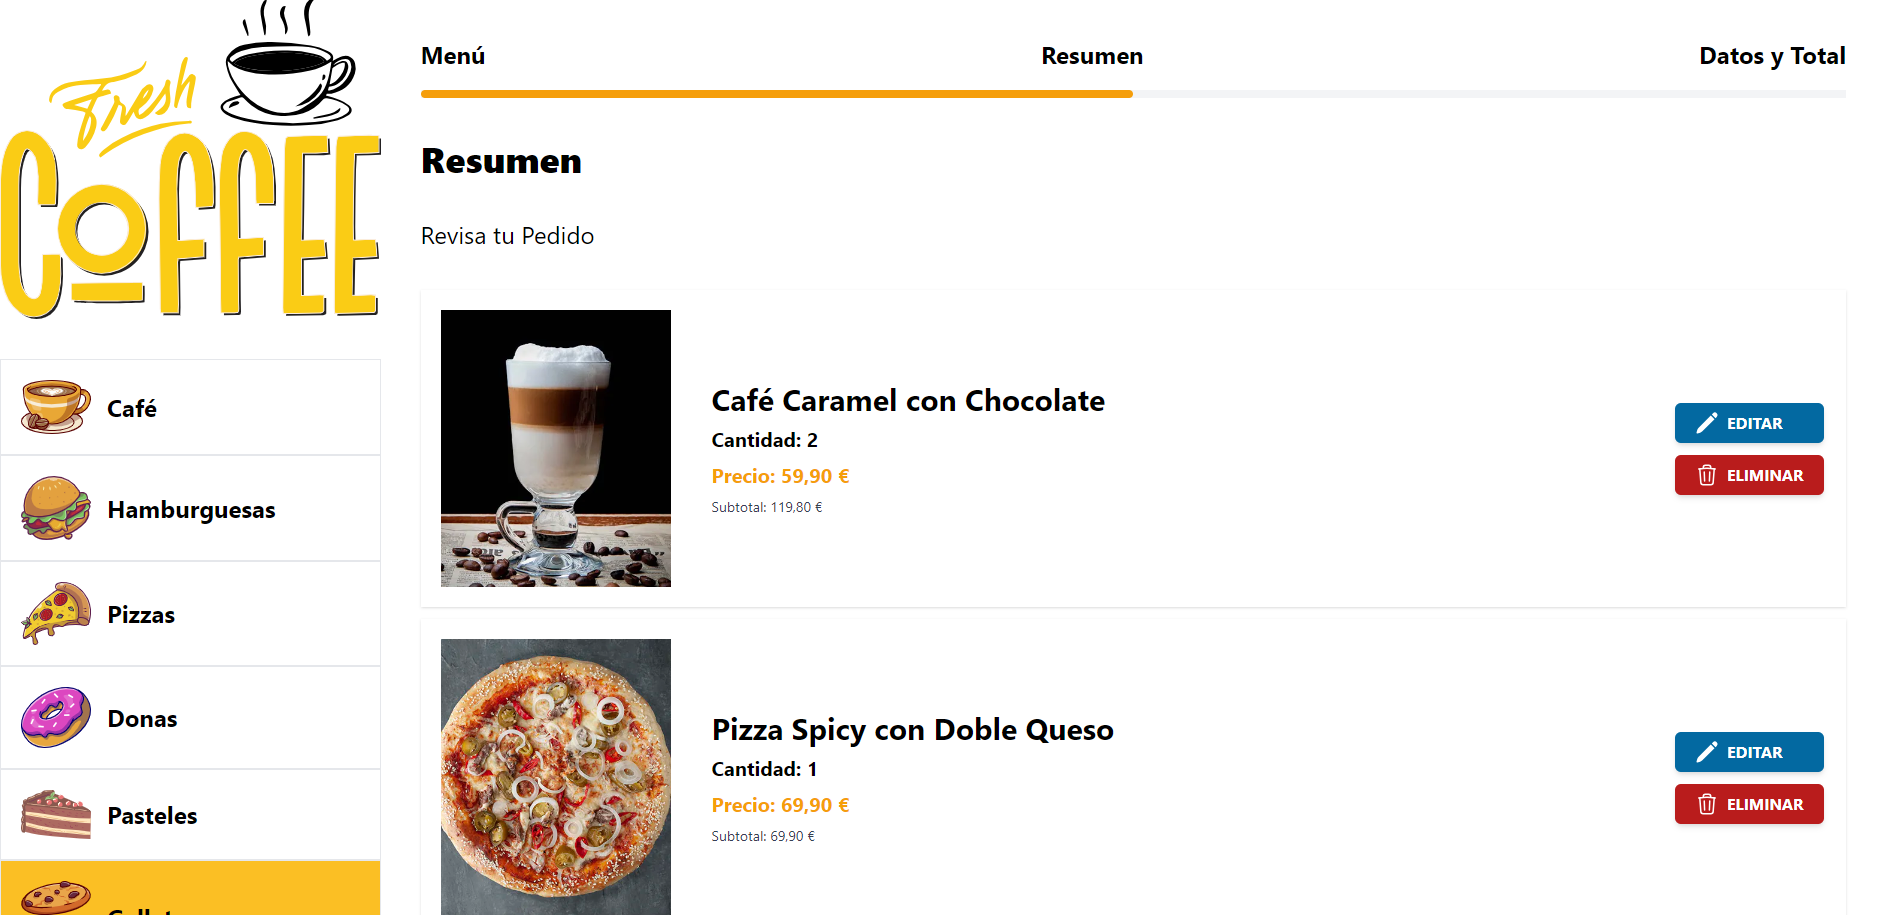 Fresh
COFFEE
Café
Hamburguesas
Pizzas
Donas
Pasteles
Menú
Resumen
Datos y Total
Resumen
Revisa tu Pedido
Café Caramel con Chocolate
Cantidad: 2
Precio: 59,90 €
Subtotal: 119,80 €
EDITAR
ELIMINAR
Pizza Spicy con Doble Queso
Cantidad: 1
Precio: 69,90 €
Subtotal: 69,90 €
EDITAR
ELIMINAR